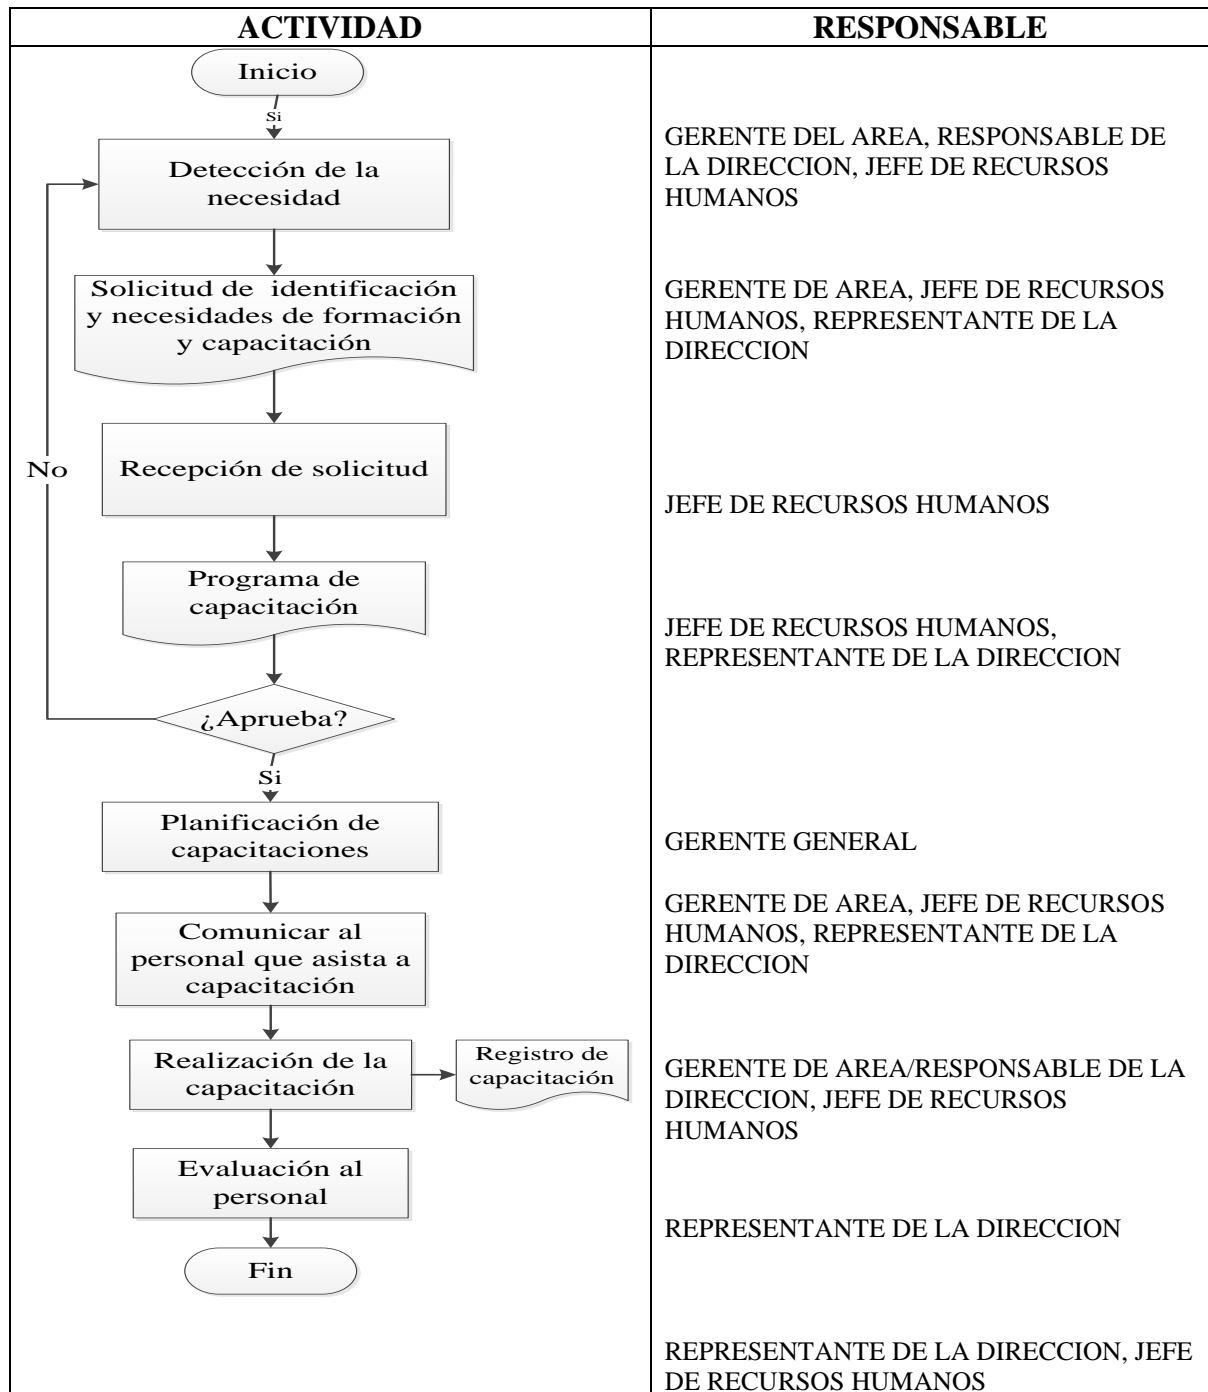 ACTIVIDAD
RESPONSABLE
Inicio
Si
Detección de la
necesidad
GERENTE DEL AREA, RESPONSABLE DE
LA DIRECCION, JEFE DE RECURSOS
HUMANOS
Solicitud de identificación
y necesidades de formación
y capacitación
GERENTE DE AREA, JEFE DE RECURSOS
HUMANOS, REPRESENTANTE DE LA
DIRECCION
No
Recepción de solicitud
JEFE DE RECURSOS HUMANOS
Programa de
capacitación
JEFE DE RECURSOS HUMANOS,
REPRESENTANTE DE LA DIRECCION
¿Aprueba?
Si
Planificación de
capacitaciones
GERENTE GENERAL
Comunicar al
personal que asista a
capacitación
GERENTE DE AREA, JEFE DE RECURSOS
HUMANOS, REPRESENTANTE DE LA
DIRECCION
Realización de la
capacitación
Registro de
capacitación
GERENTE DE AREA/RESPONSABLE DE LA
DIRECCION, JEFE DE RECURSOS
HUMANOS
Evaluación al
personal
REPRESENTANTE DE LA DIRECCION
Fin
REPRESENTANTE DE LA DIRECCION, JEFE
DE RECURSOS HUMANOS